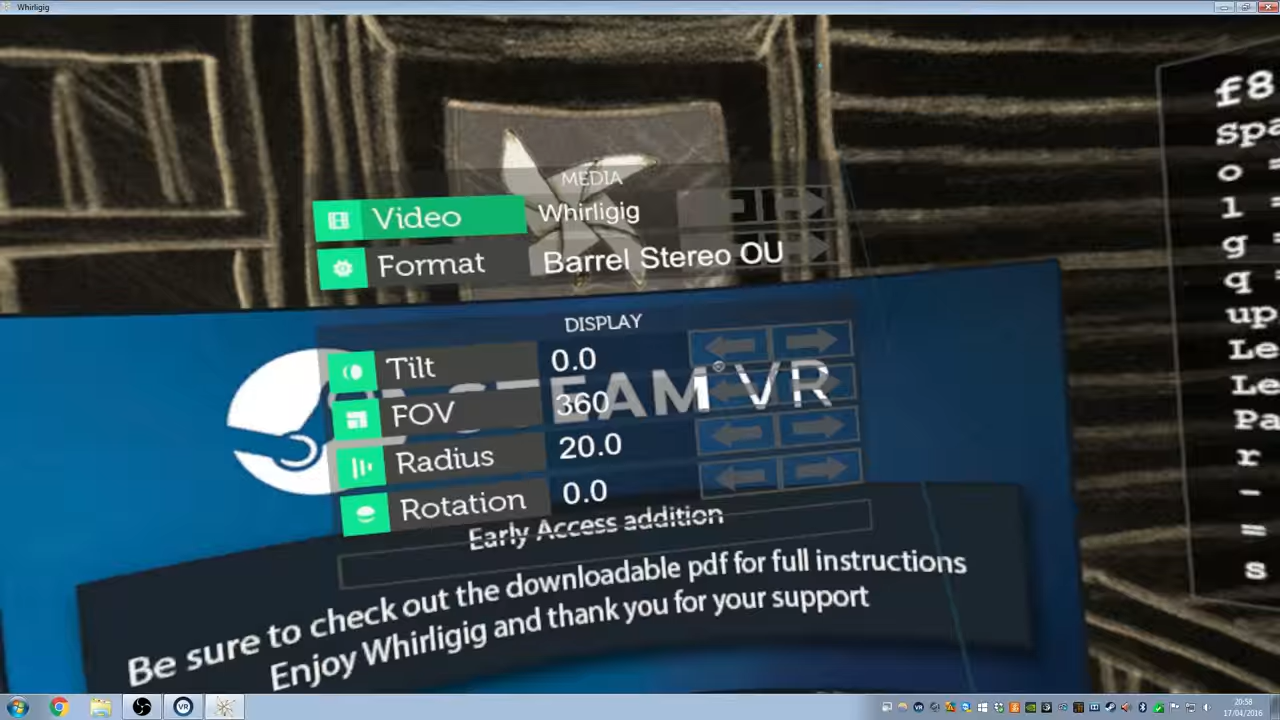 Whirligig
MEDIA
Video Whirligig
Format Barrel Stereo OU
DISPLAY
Tilt 0.0
FOV 360
Radius 20.0
Rotation 0.0
STEAM VR
Early Access addition
Be sure to check out the downloadable pdf for full instructions
Enjoy Whirligig and thank you for your support
f8
spa
o =
l =
g =
q =
up
Le
Le
Pa
r -
-
=
s
20:58
17/04/2016
VR